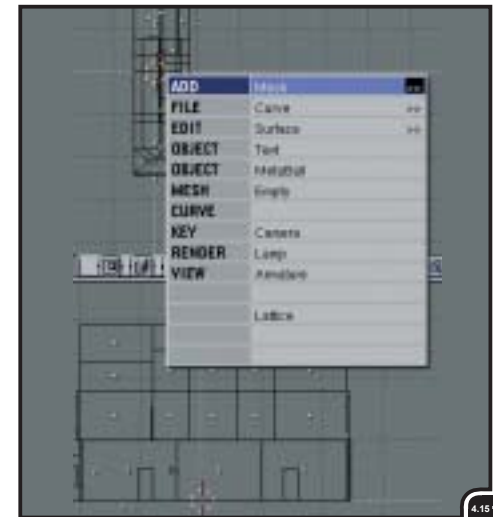 ADD Mesh >>
FILE Curve >>
EDIT Surface >>
OBJECT Text
OBJECT MetaBall
MESH Empty
CURVE
KEY Camera
RENDER Lamp
VIEW Armature
Lattice
4.15